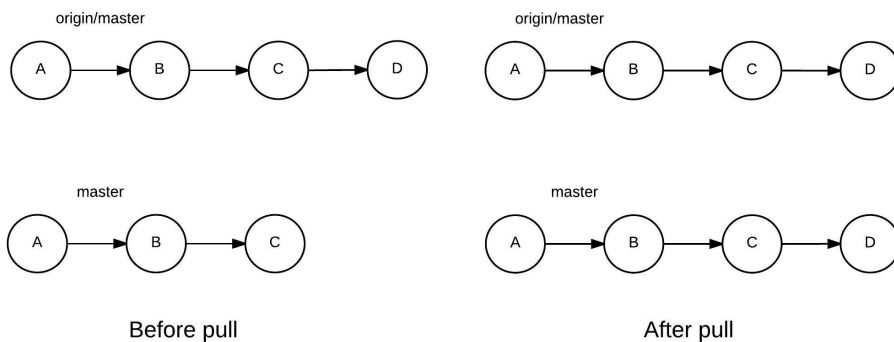 origin/master
A B C D
master
A B C
Before pull
origin/master
A B C D
master
A B C D
After pull